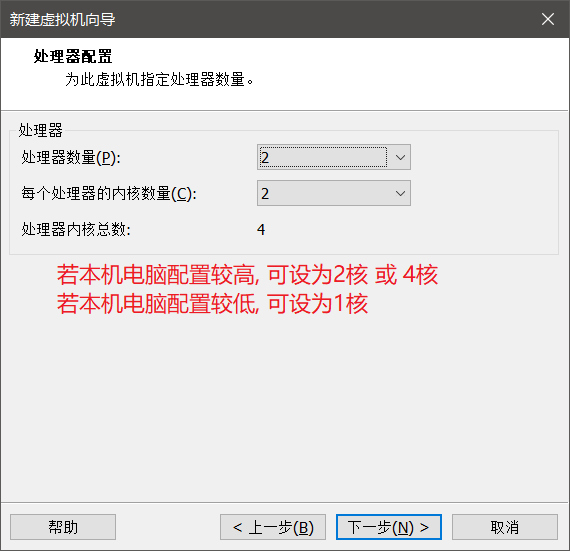 新建虚拟机向导
处理器配置
为此虚拟机指定处理器数量。
处理器
处理器数量(P): 2
每个处理器的内核数量(C): 2
处理器内核总数: 4
若本机电脑配置较高, 可设为2核 或 4核
若本机电脑配置较低, 可设为1核
帮助 < 上一步(B) 下一步(N) > 取消